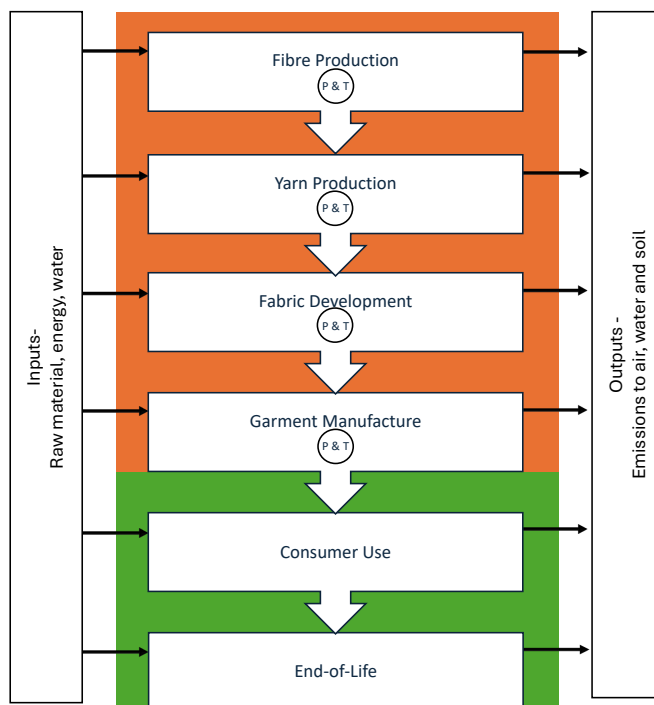 Inputs-
Raw material, energy, water
Fibre Production
P & T
Yarn Production
P & T
Fabric Development
P & T
Garment Manufacture
P & T
Consumer Use
End-of-Life
Outputs -
Emissions to air, water and soil